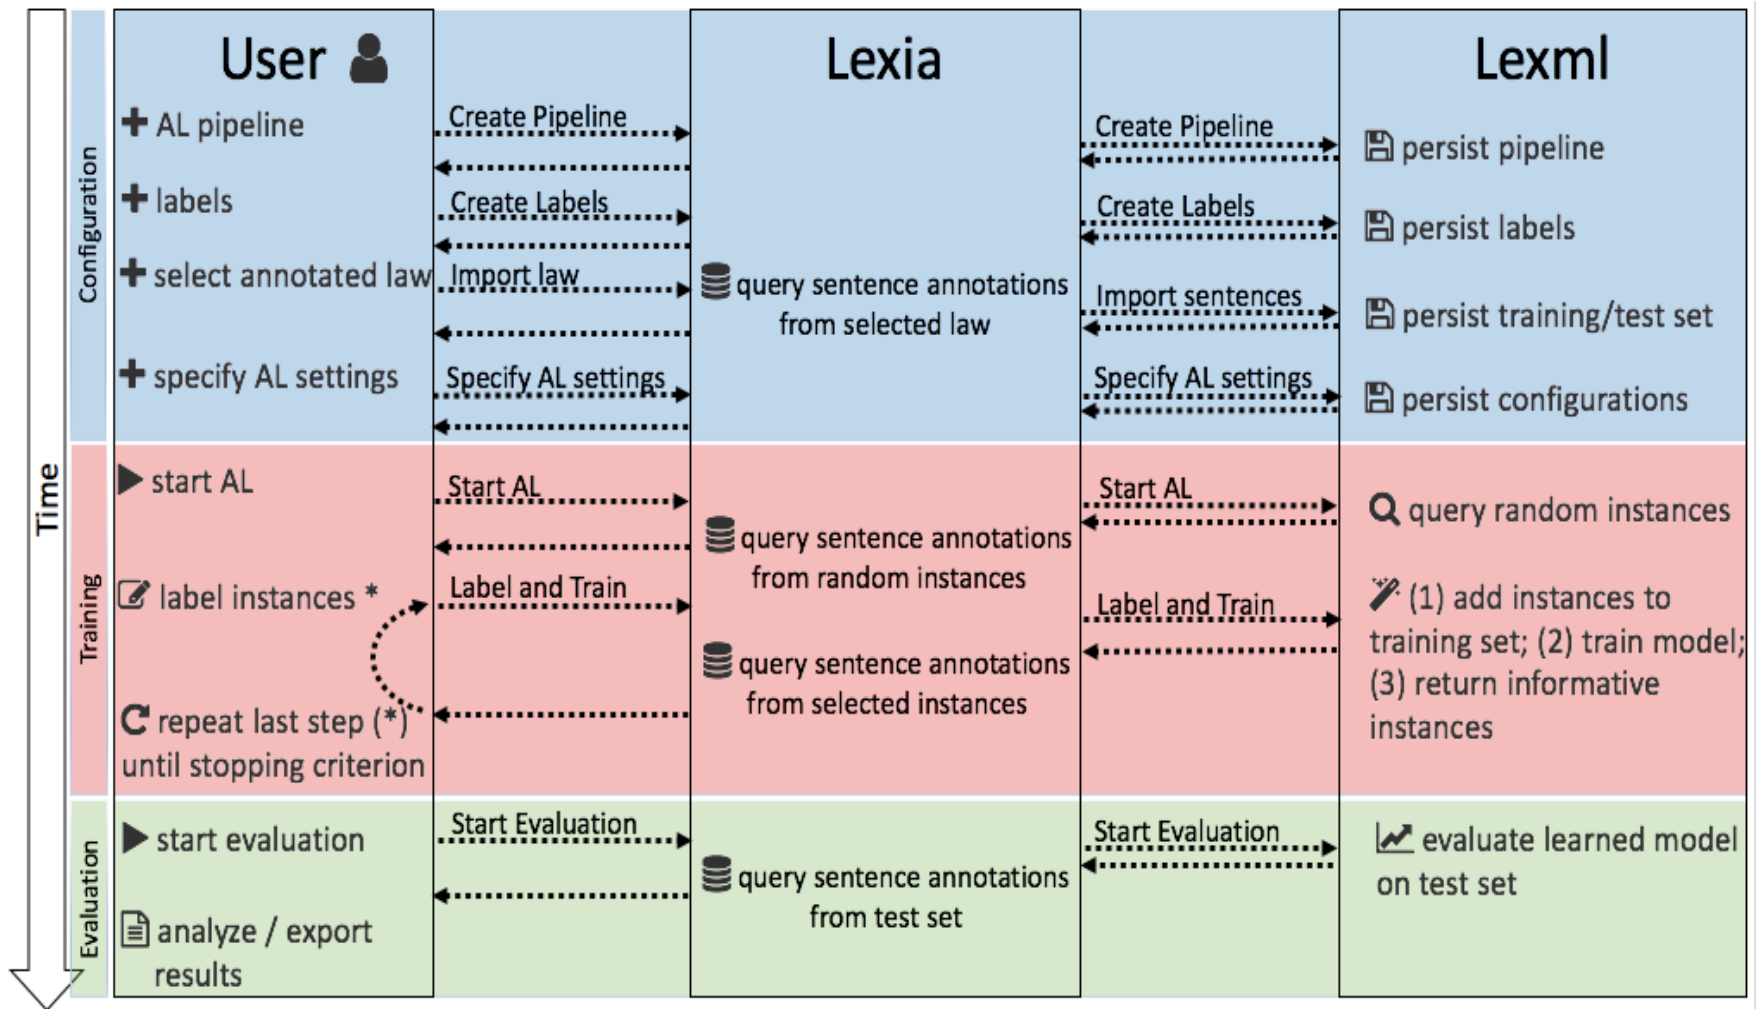 User
Lexia
Lexml
Time
Configuration
AL pipeline
Create Pipeline
Create Pipeline
persist pipeline
labels
Create Labels
Create Labels
persist labels
select annotated law
Import law
query sentence annotations
from selected law
Import sentences
persist training/test set
specify AL settings
Specify AL settings
Specify AL settings
persist configurations
Training
start AL
Start AL
query sentence annotations
from random instances
Start AL
query random instances
label instances *
Label and Train
query sentence annotations
from selected instances
Label and Train
(1) add instances to
training set; (2) train model;
(3) return informative
instances
repeat last step (*)
until stopping criterion
Evaluation
start evaluation
Start Evaluation
query sentence annotations
from test set
Start Evaluation
evaluate learned model
on test set
analyze / export
results